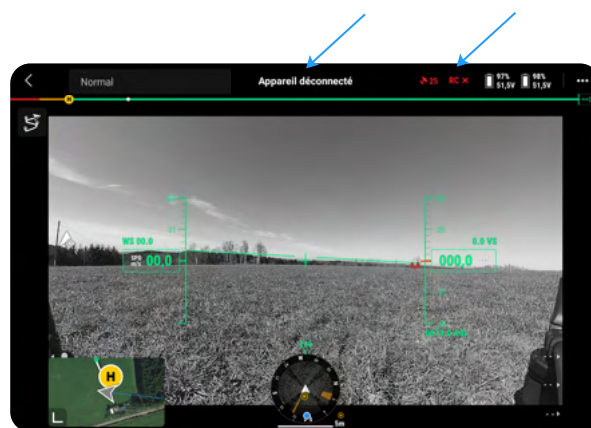 Normal
Appareil déconnecté
25
RC ×
97%
51,5V
98%
51,5V
H
WS 00.0
0.0 VS
SPD
m/s
00,0
000,0
H
5m